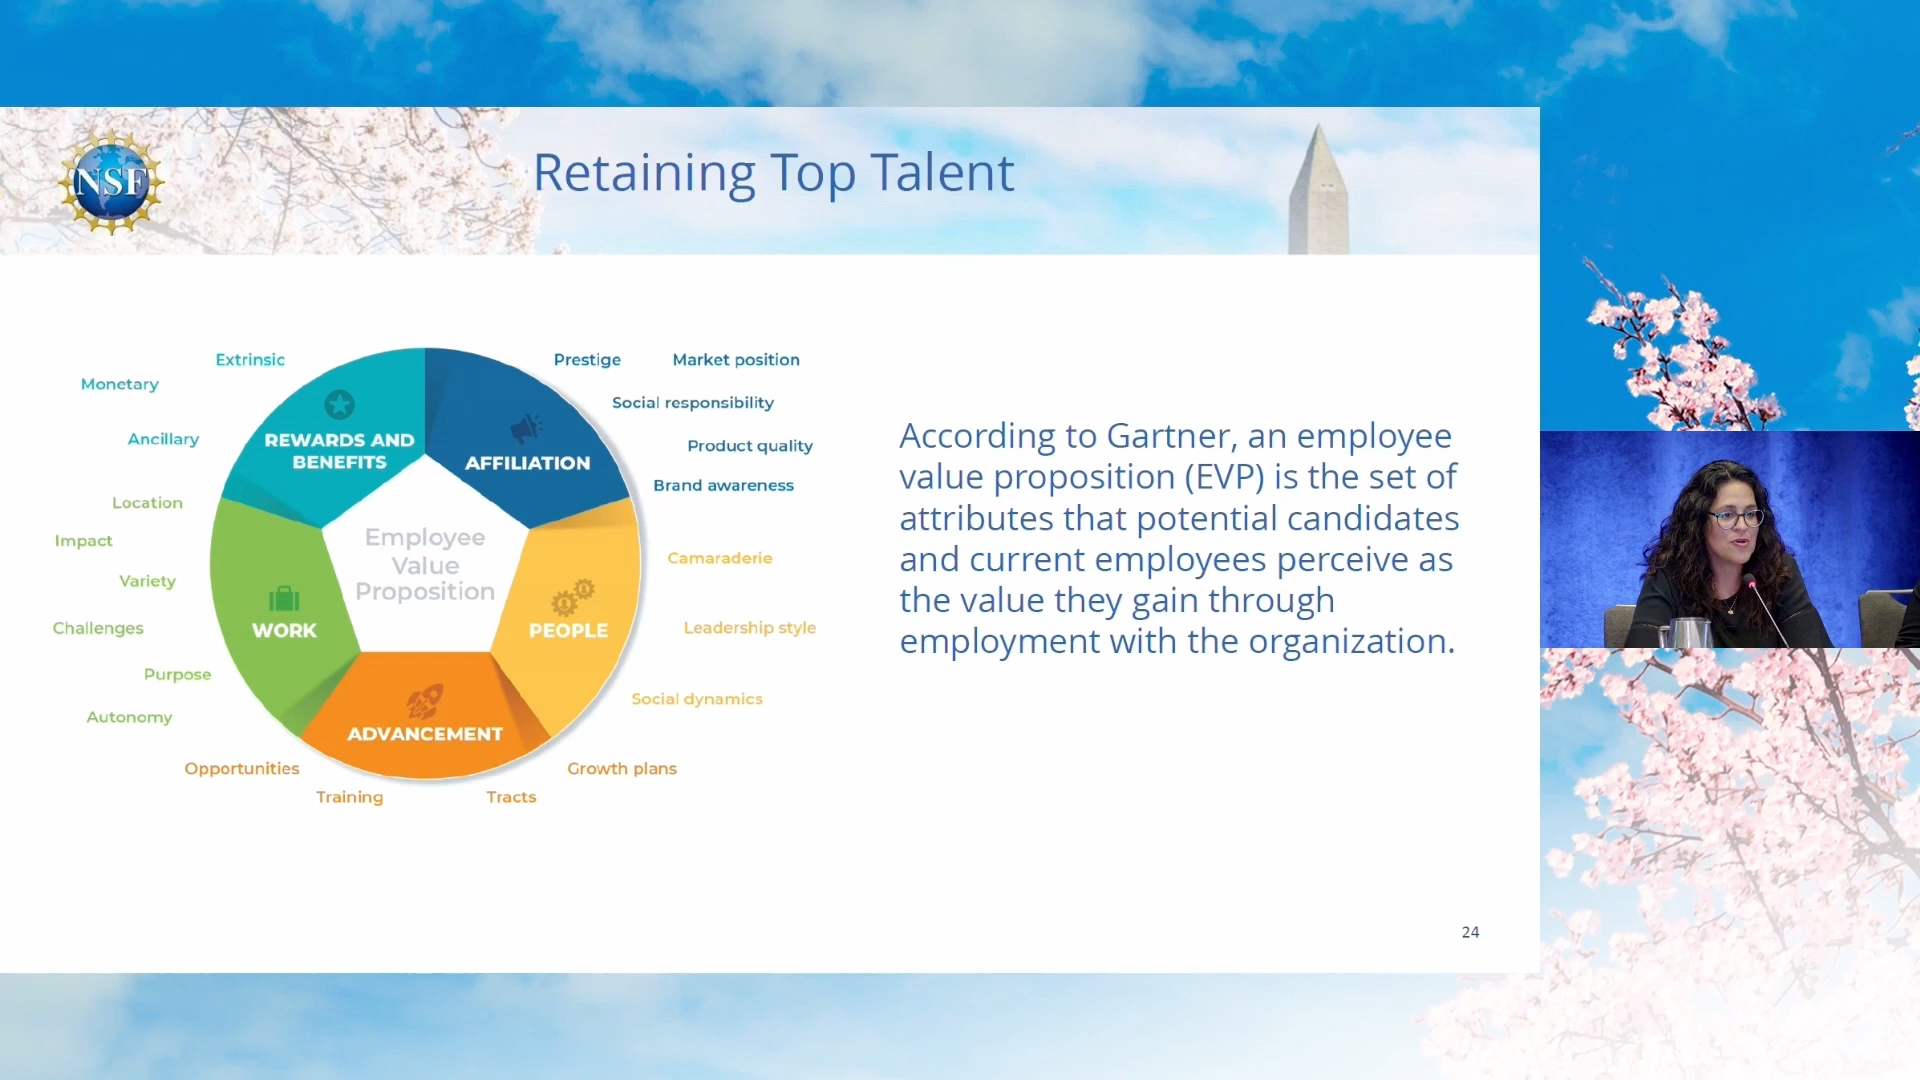 NSF
Retaining Top Talent
Extrinsic
Monetary
Ancillary
REWARDS AND
BENEFITS
Prestige
Market position
Social responsibility
Product quality
Brand awareness
AFFILIATION
Location
Impact
Variety
Challenges
Purpose
Autonomy
WORK
Employee
Value
Proposition
Camaraderie
Leadership style
Social dynamics
PEOPLE
ADVANCEMENT
Opportunities
Training
Tracts
Growth plans
According to Gartner, an employee
value proposition (EVP) is the set of
attributes that potential candidates
and current employees perceive as
the value they gain through
employment with the organization.
24